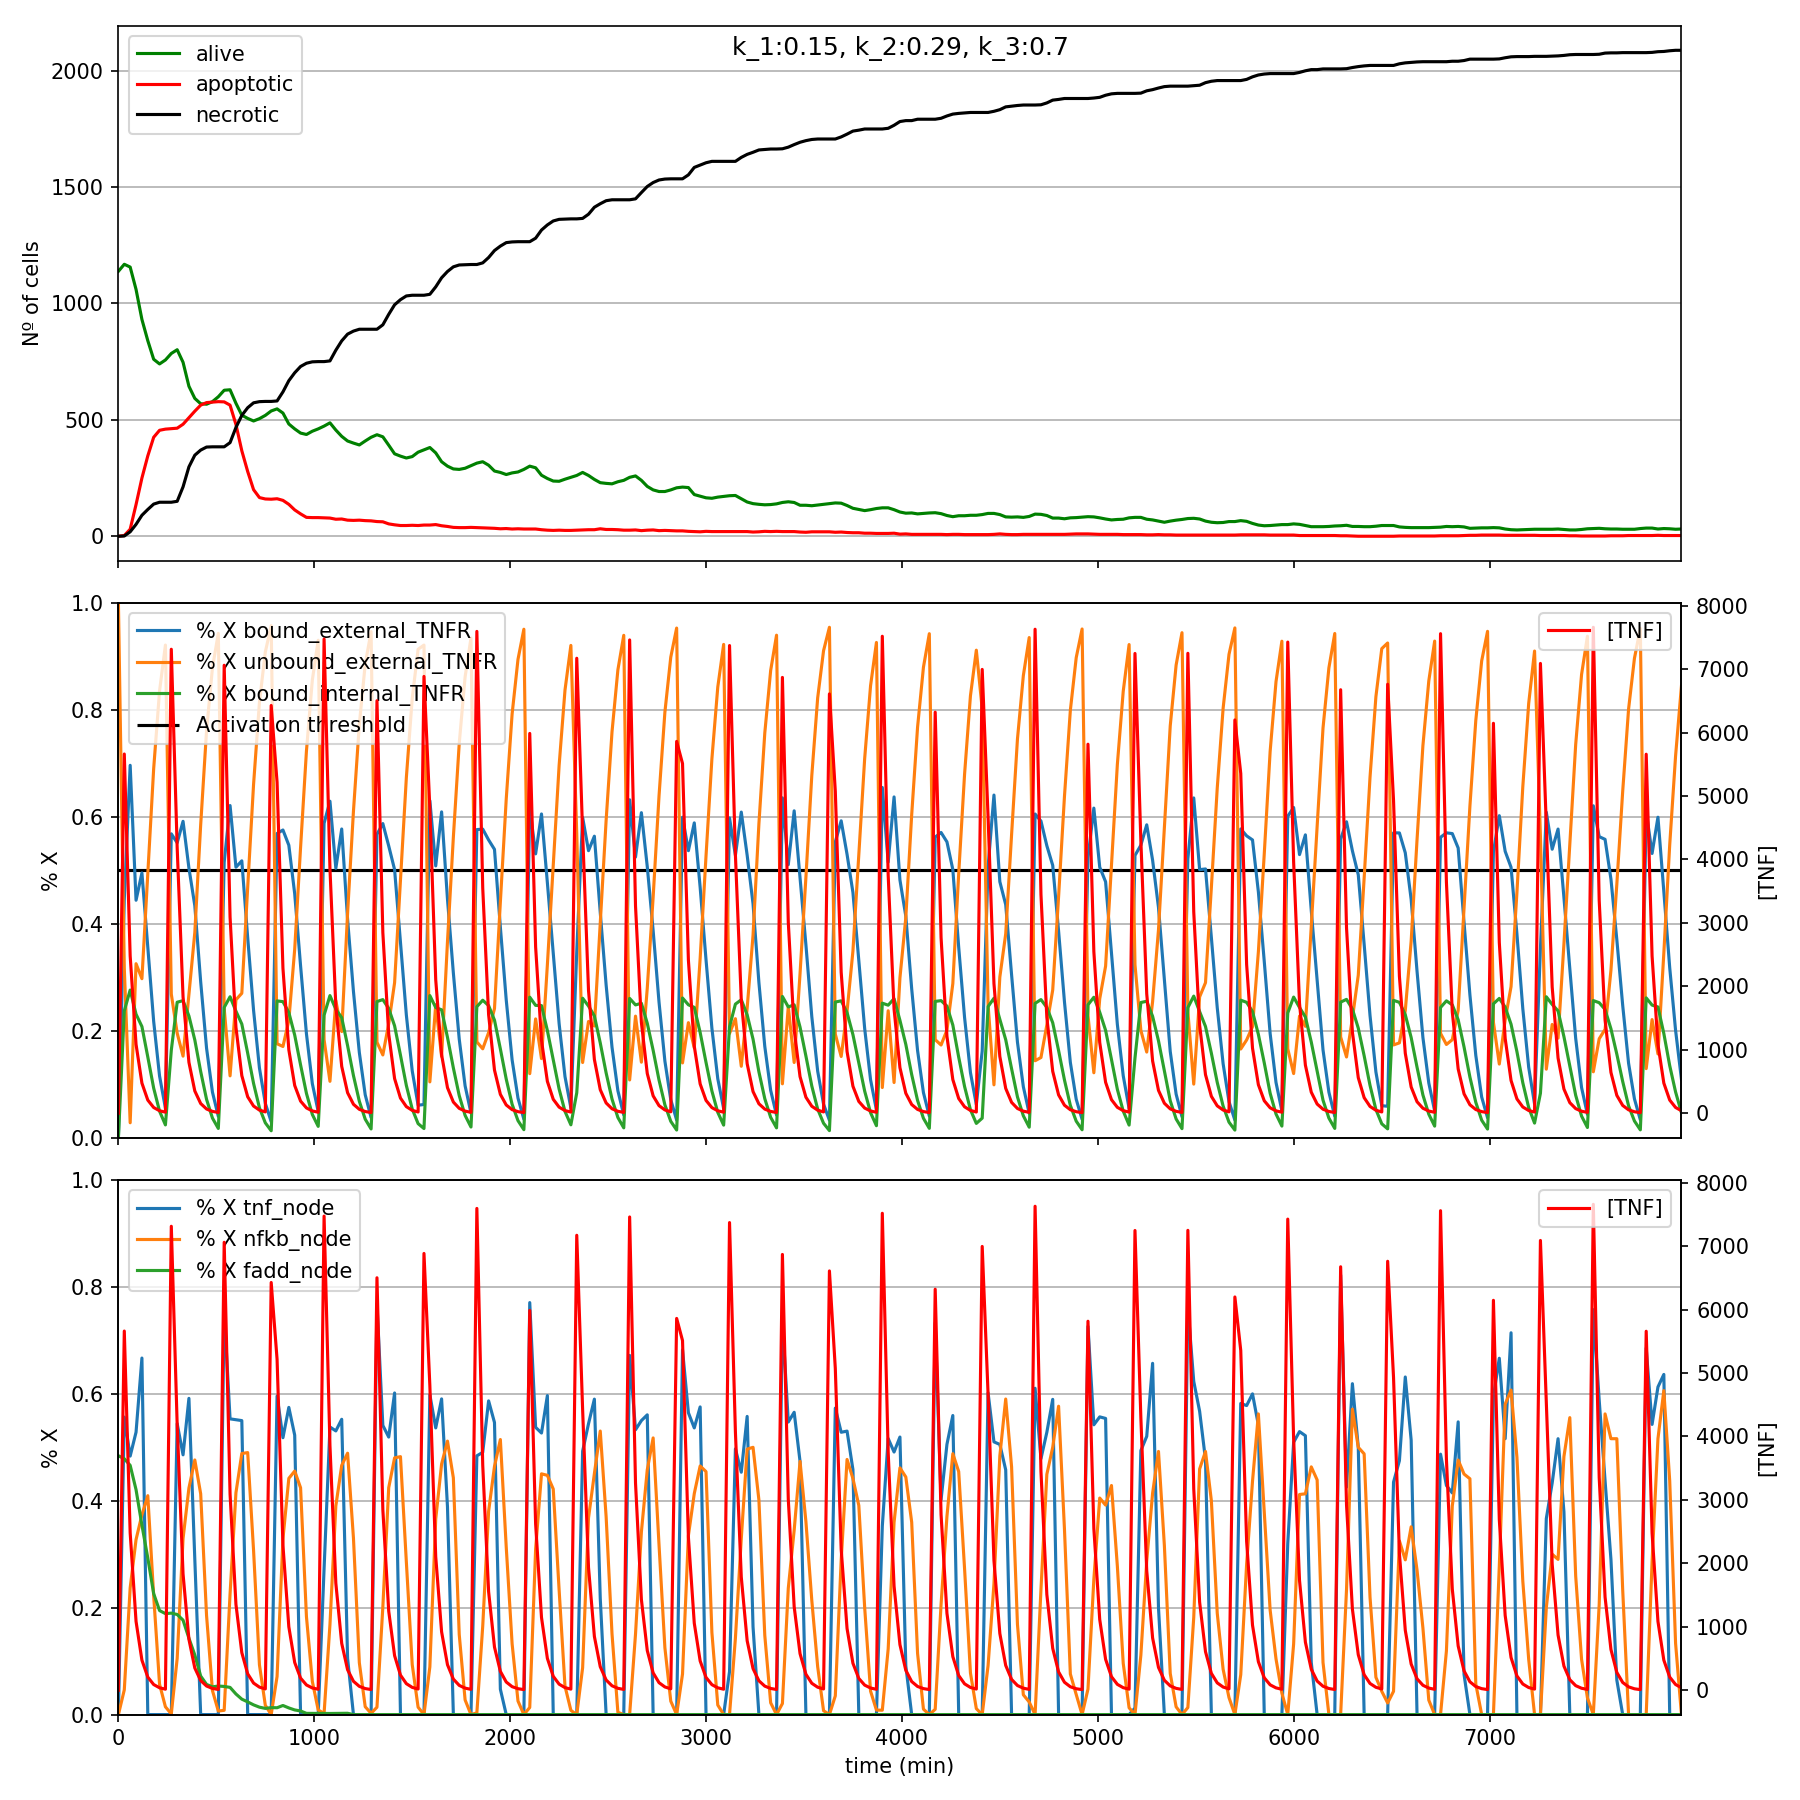 k_1:0.15, k_2:0.29, k_3:0.7
alive
apoptotic
necrotic
2000
1500
1000
500
0
Nº of cells
% X bound_external_TNFR
% X unbound_external_TNFR
% X bound_internal_TNFR
Activation threshold
[TNF]
1.0
0.8
0.6
0.4
0.2
0.0
% X
8000
7000
6000
5000
4000
3000
2000
1000
0
[TNF]
% X tnf_node
% X nfkb_node
% X fadd_node
[TNF]
1.0
0.8
0.6
0.4
0.2
0.0
% X
8000
7000
6000
5000
4000
3000
2000
1000
0
[TNF]
0 1000 2000 3000 4000 5000 6000 7000
time (min)